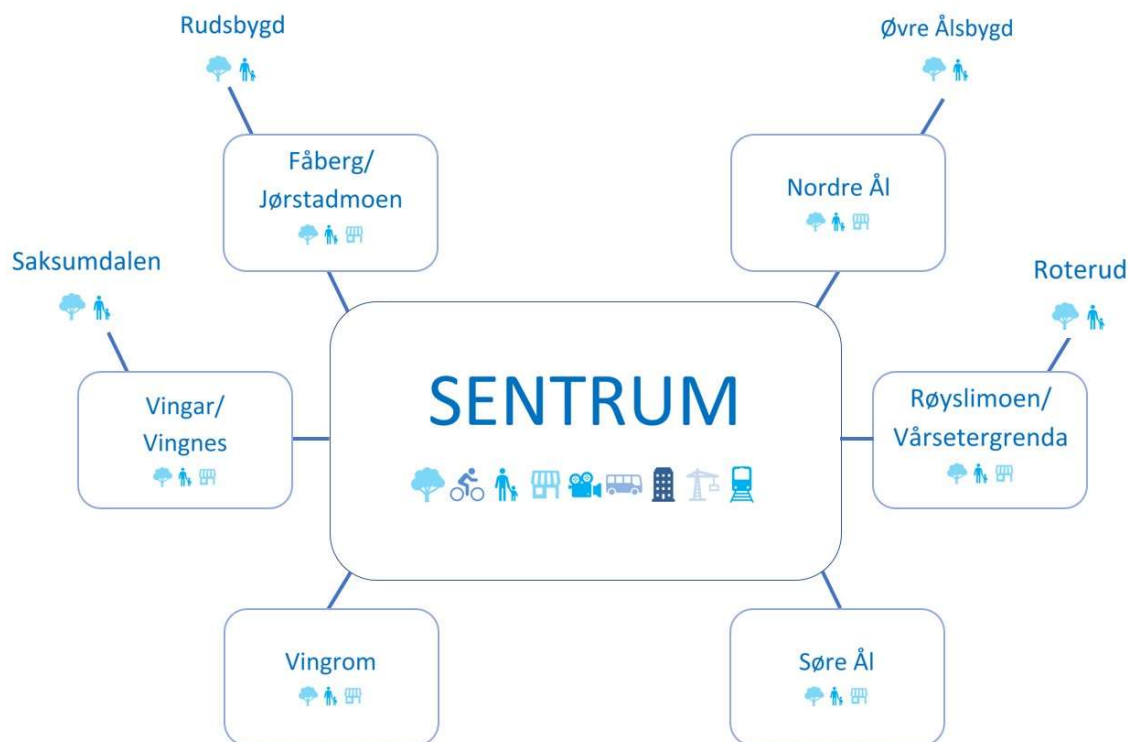 Rudsbygd
Øvre Ålsbygd
Fåberg/
Jørstadmoen
Nordre Ål
Saksumdalen
Roterud
SENTRUM
Vingar/
Vingnes
Røyslimoen/
Vårsetergrenda
Vingrom
Søre Ål